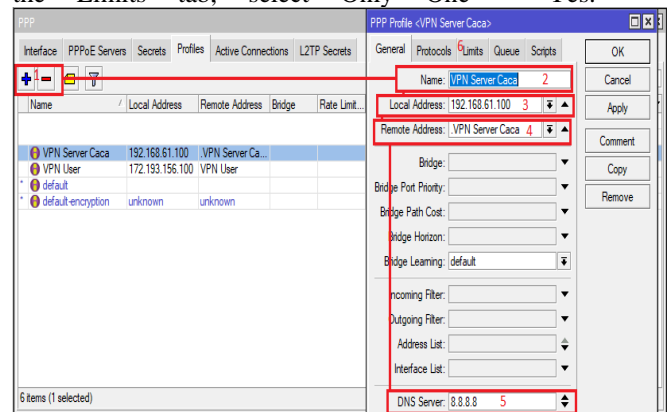 the Limits tab, select Only One Yes.
PPP
Interface PPPoE Servers Secrets Profiles Active Connections L2TP Secrets
1
Name / Local Address Remote Address Bridge Rate Limit...
VPN Server Caca 192.168.61.100 .VPN Server Ca...
VPN User 172.193.156.100 VPN User
* default
* default-encryption unknown unknown
6 items (1 selected)
PPP Profile <VPN Server Caca>
General Protocols 6 Limits Queue Scripts
Name: VPN Server Caca 2
Local Address: 192.168.61.100 3
Remote Address: .VPN Server Caca 4
Bridge:
Bridge Port Priority:
Bridge Path Cost:
Bridge Horizon:
Bridge Learning: default
Incoming Filter:
Outgoing Filter:
Address List:
Interface List:
DNS Server: 8.8.8.8 5
OK
Cancel
Apply
Comment
Copy
Remove